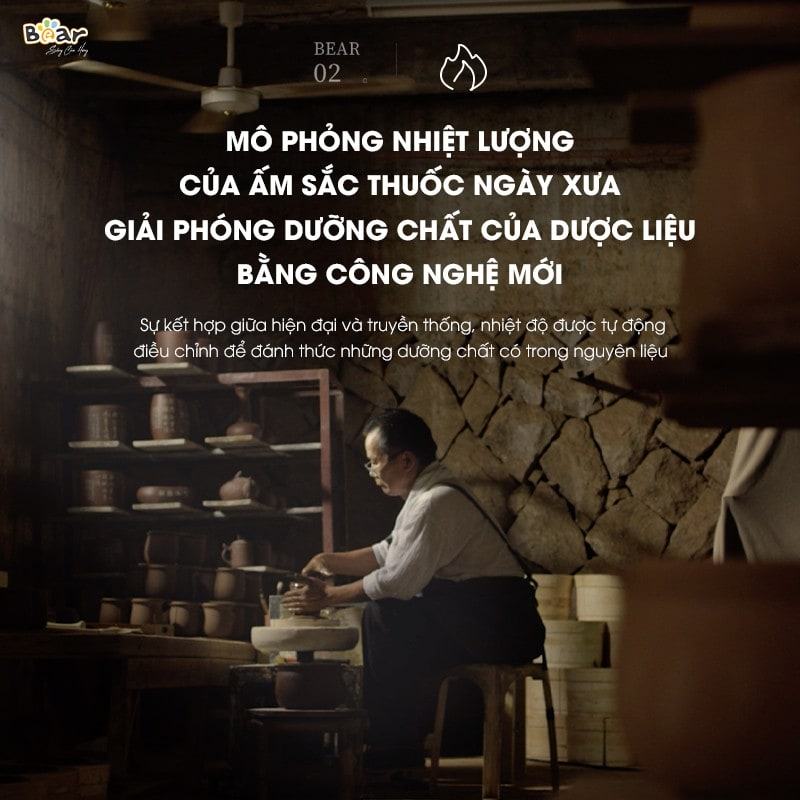 Bear
BEAR
02
MÔ PHỎNG NHIỆT LƯỢNG
CỦA ẤM SẮC THUỐC NGÀY XƯA
GIẢI PHÓNG DƯỠNG CHẤT CỦA DƯỢC LIỆU
BẰNG CÔNG NGHỆ MỚI
Sự kết hợp giữa hiện đại và truyền thống, nhiệt độ được tự động
điều chỉnh để đánh thức những dưỡng chất có trong nguyên liệu